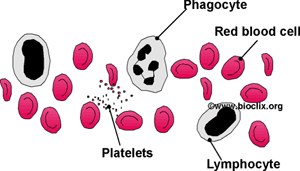 Phagocyte
Red blood cell
©www.bioclix.org
Platelets
Lymphocyte